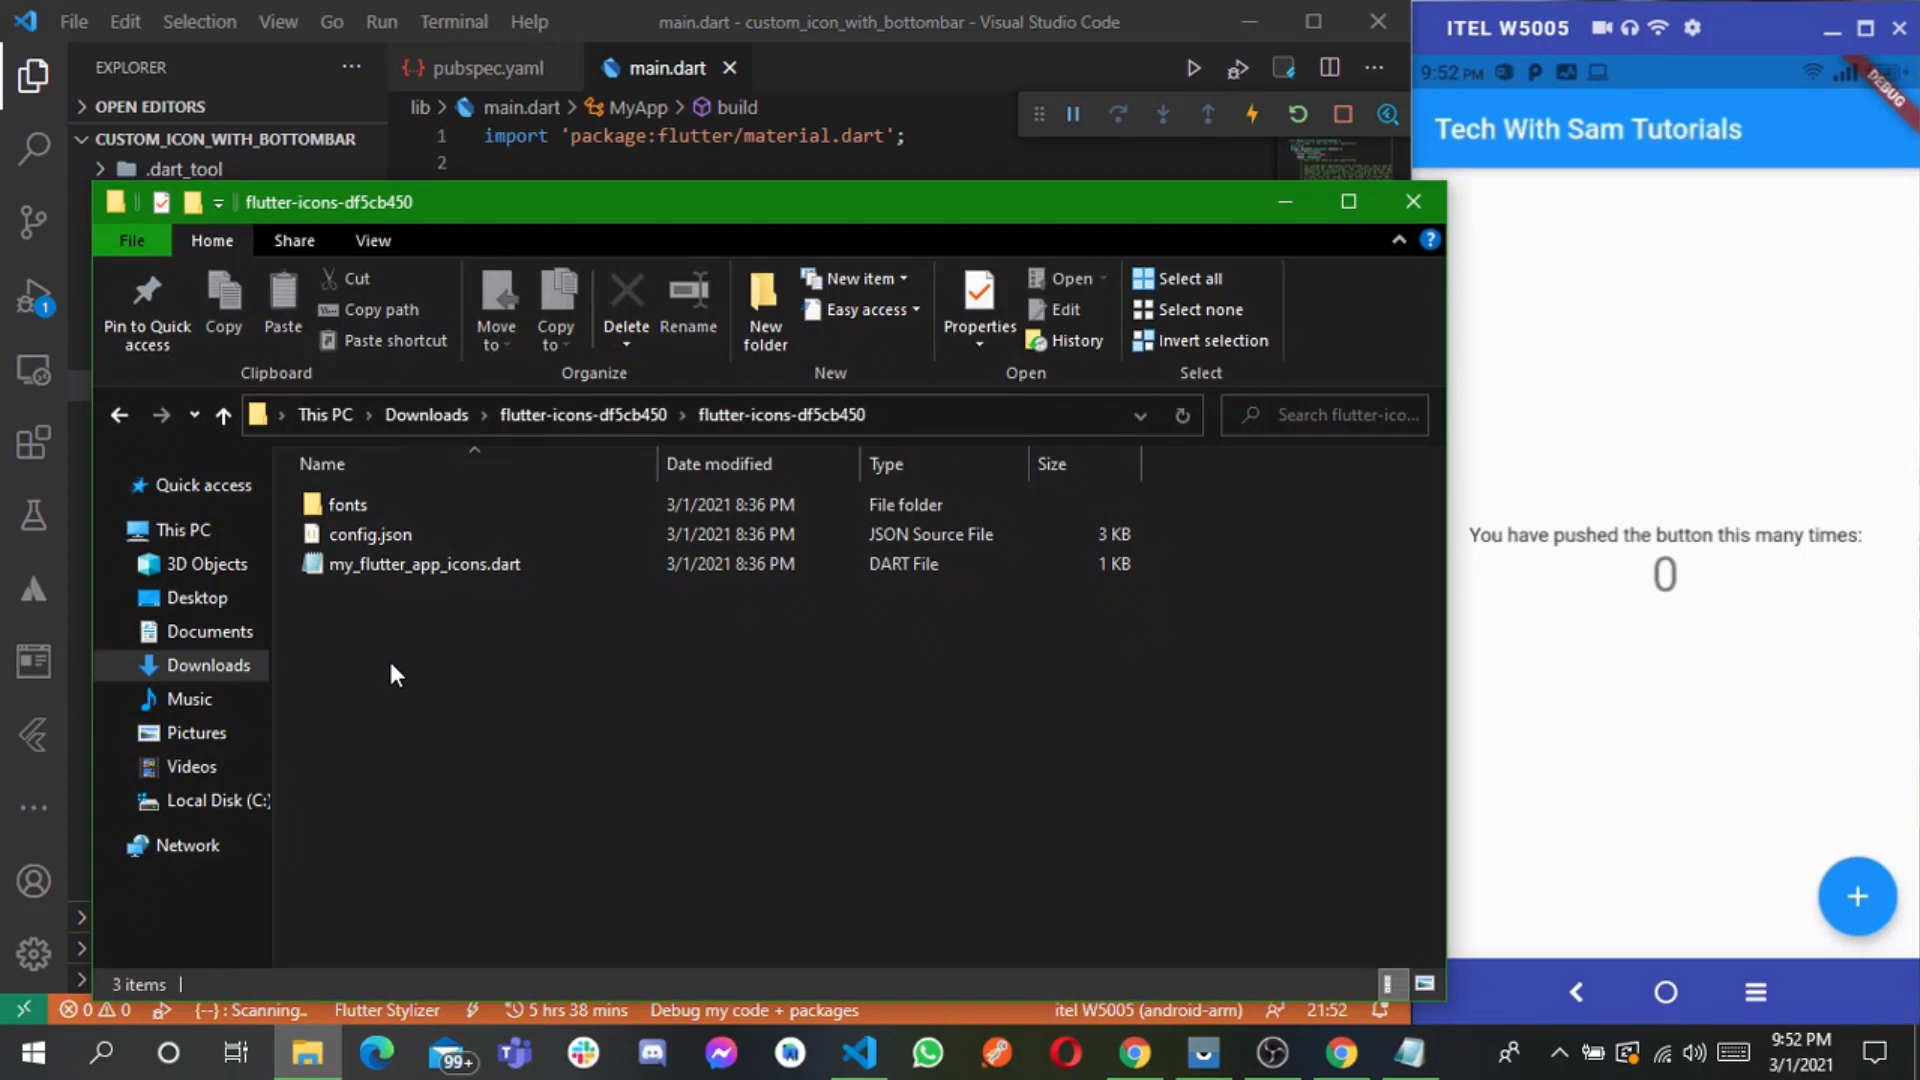 File Edit Selection View Go Run Terminal Help
main.dart - custom_icon_with_bottombar - Visual Studio Code
ITEL W5005
EXPLORER
pubspec.yaml
main.dart
9:52 PM
DEBUG
OPEN EDITORS
lib > main.dart > MyApp > build
CUSTOM_ICON_WITH_BOTTOMBAR
1 import 'package:flutter/material.dart';
Tech With Sam Tutorials
2
.dart_tool
flutter-icons-df5cb450
File Home Share View
Pin to Quick access
Copy
Paste
Cut
Copy path
Paste shortcut
Clipboard
Move to
Copy to
Delete
Rename
Organize
New folder
New item
Easy access
New
Properties
Open
Edit
History
Open
Select all
Select none
Invert selection
Select
This PC > Downloads > flutter-icons-df5cb450 > flutter-icons-df5cb450
Search flutter-ico...
Name Date modified Type Size
fonts 3/1/2021 8:36 PM File folder
config.json 3/1/2021 8:36 PM JSON Source File 3 KB
my_flutter_app_icons.dart 3/1/2021 8:36 PM DART File 1 KB
Quick access
This PC
3D Objects
Desktop
Documents
Downloads
Music
Pictures
Videos
Local Disk (C:)
Network
3 items
You have pushed the button this many times:
0
+
0 0 {--} : Scanning.. Flutter Stylizer 5 hrs 38 mins Debug my code + packages itel W5005 (android-arm) 21:52
1
99+
9:52 PM
3/1/2021